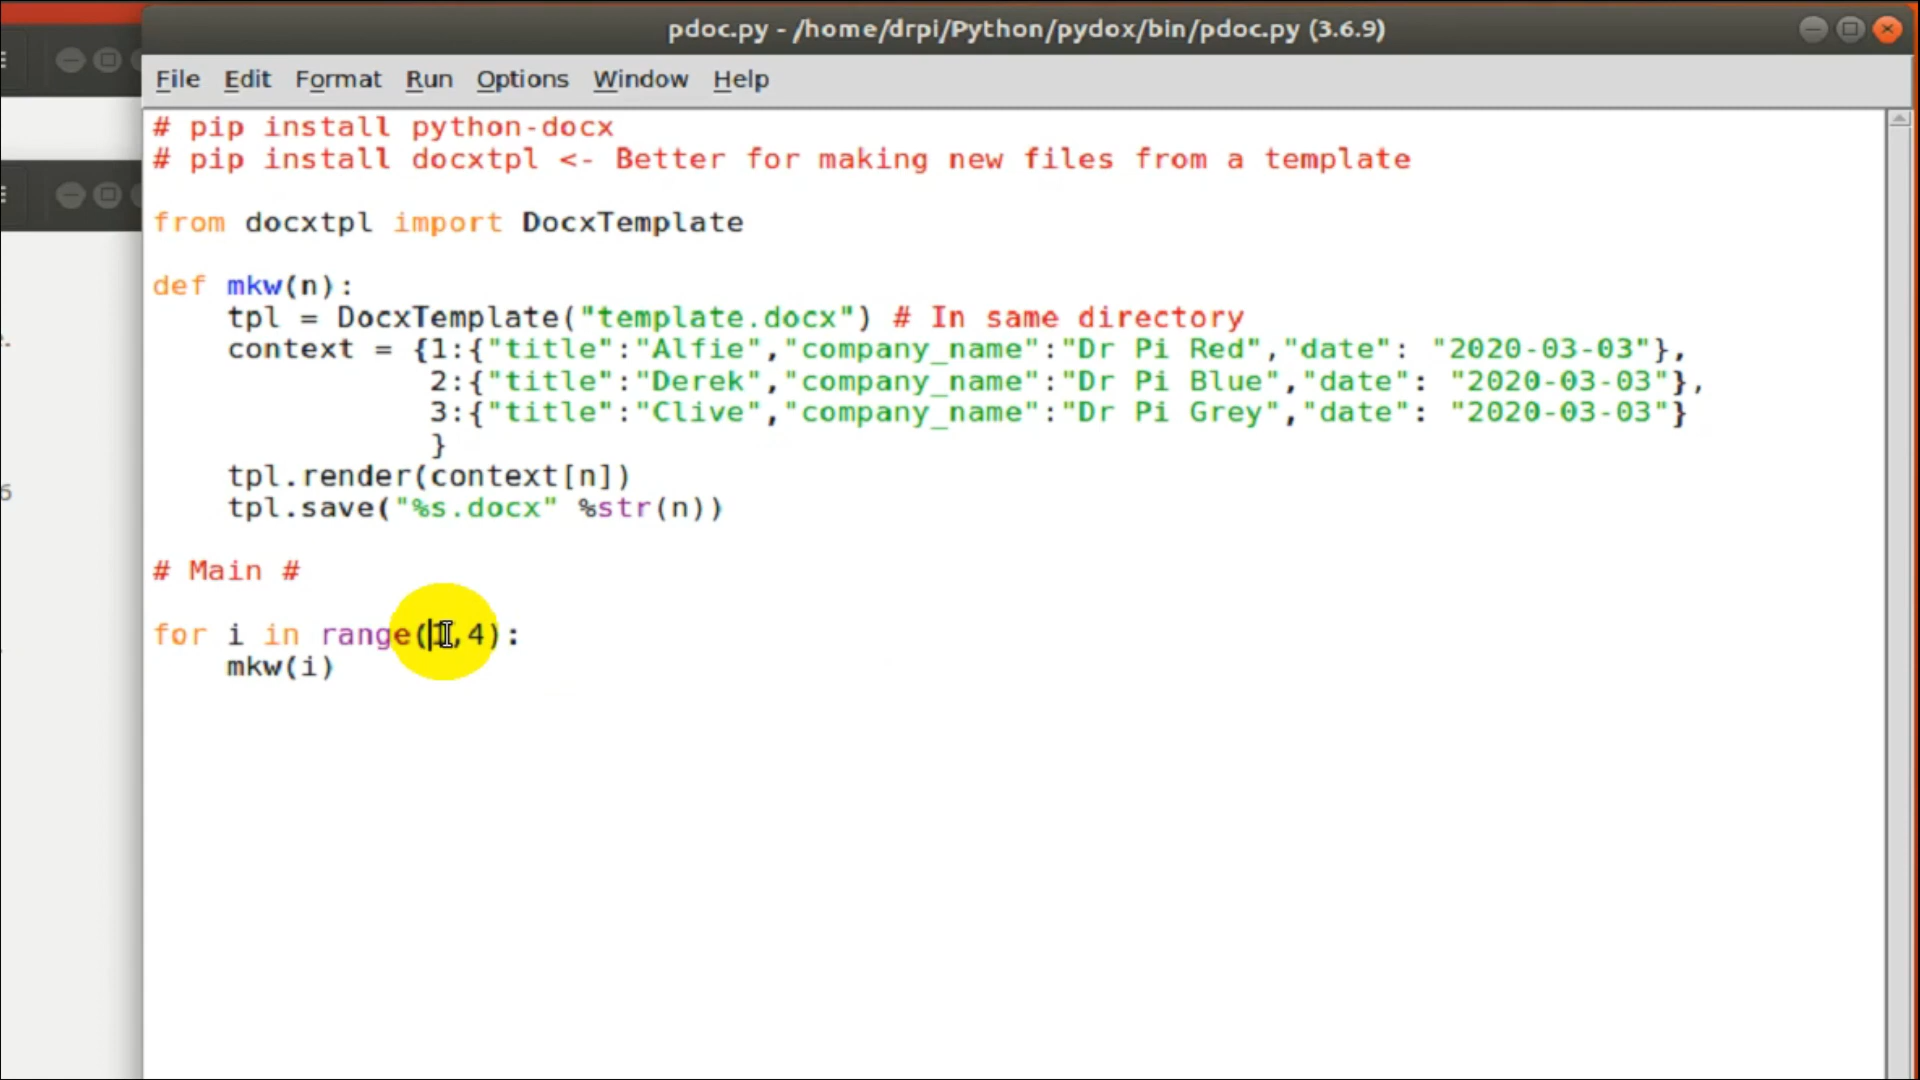 pdoc.py - /home/drpi/Python/pydox/bin/pdoc.py (3.6.9)
File Edit Format Run Options Window Help
# pip install python-docx
# pip install docxtpl <- Better for making new files from a template
from docxtpl import DocxTemplate
def mkw(n):
    tpl = DocxTemplate("template.docx") # In same directory
    context = {1:{"title":"Alfie","company_name":"Dr Pi Red","date": "2020-03-03"},
               2:{"title":"Derek","company_name":"Dr Pi Blue","date": "2020-03-03"},
               3:{"title":"Clive","company_name":"Dr Pi Grey","date": "2020-03-03"}
               }
    tpl.render(context[n])
    tpl.save("%s.docx" %str(n))
# Main #
for i in range(1,4):
    mkw(i)